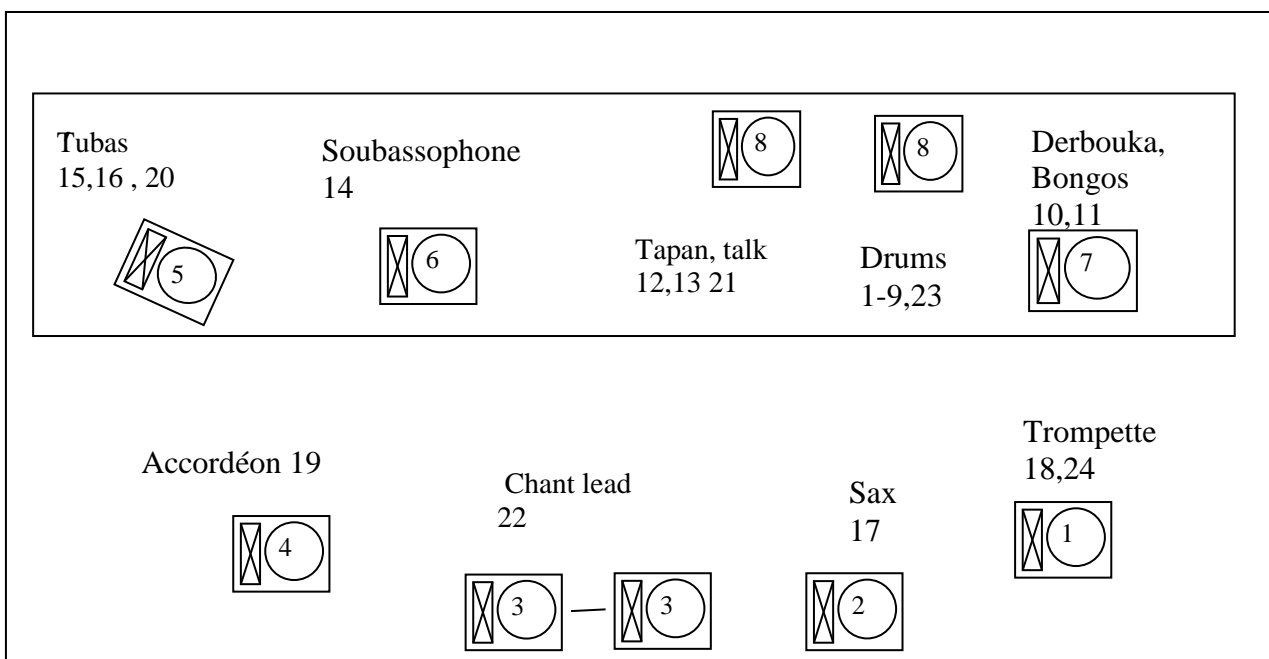 Tubas
15,16 , 20
5
Soubassophone
14
6
8
8
Tapan, talk
12,13 21
Drums
1-9,23
Derbouka,
Bongos
10,11
7
Accordéon 19
4
Chant lead
22
3
3
Sax
17
2
Trompette
18,24
1